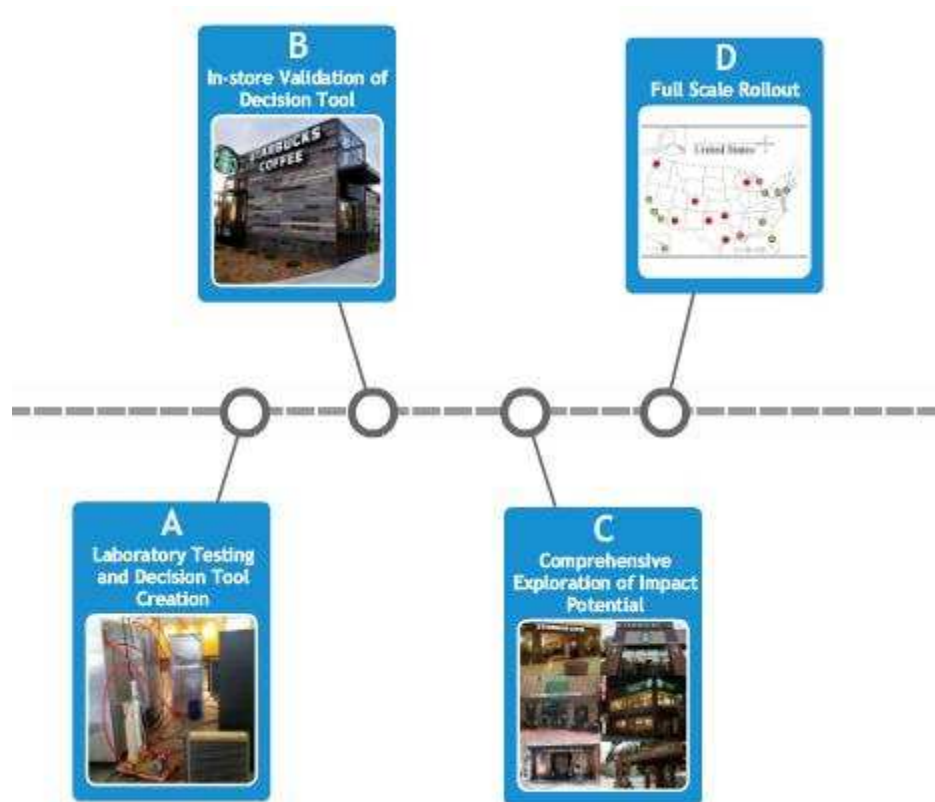 B
In-store Validation of
Decision Tool
STARBUCKS
COFFEE
D
Full Scale Rollout
United States
A
Laboratory Testing
and Decision Tool
Creation
C
Comprehensive
Exploration of Impact
Potential